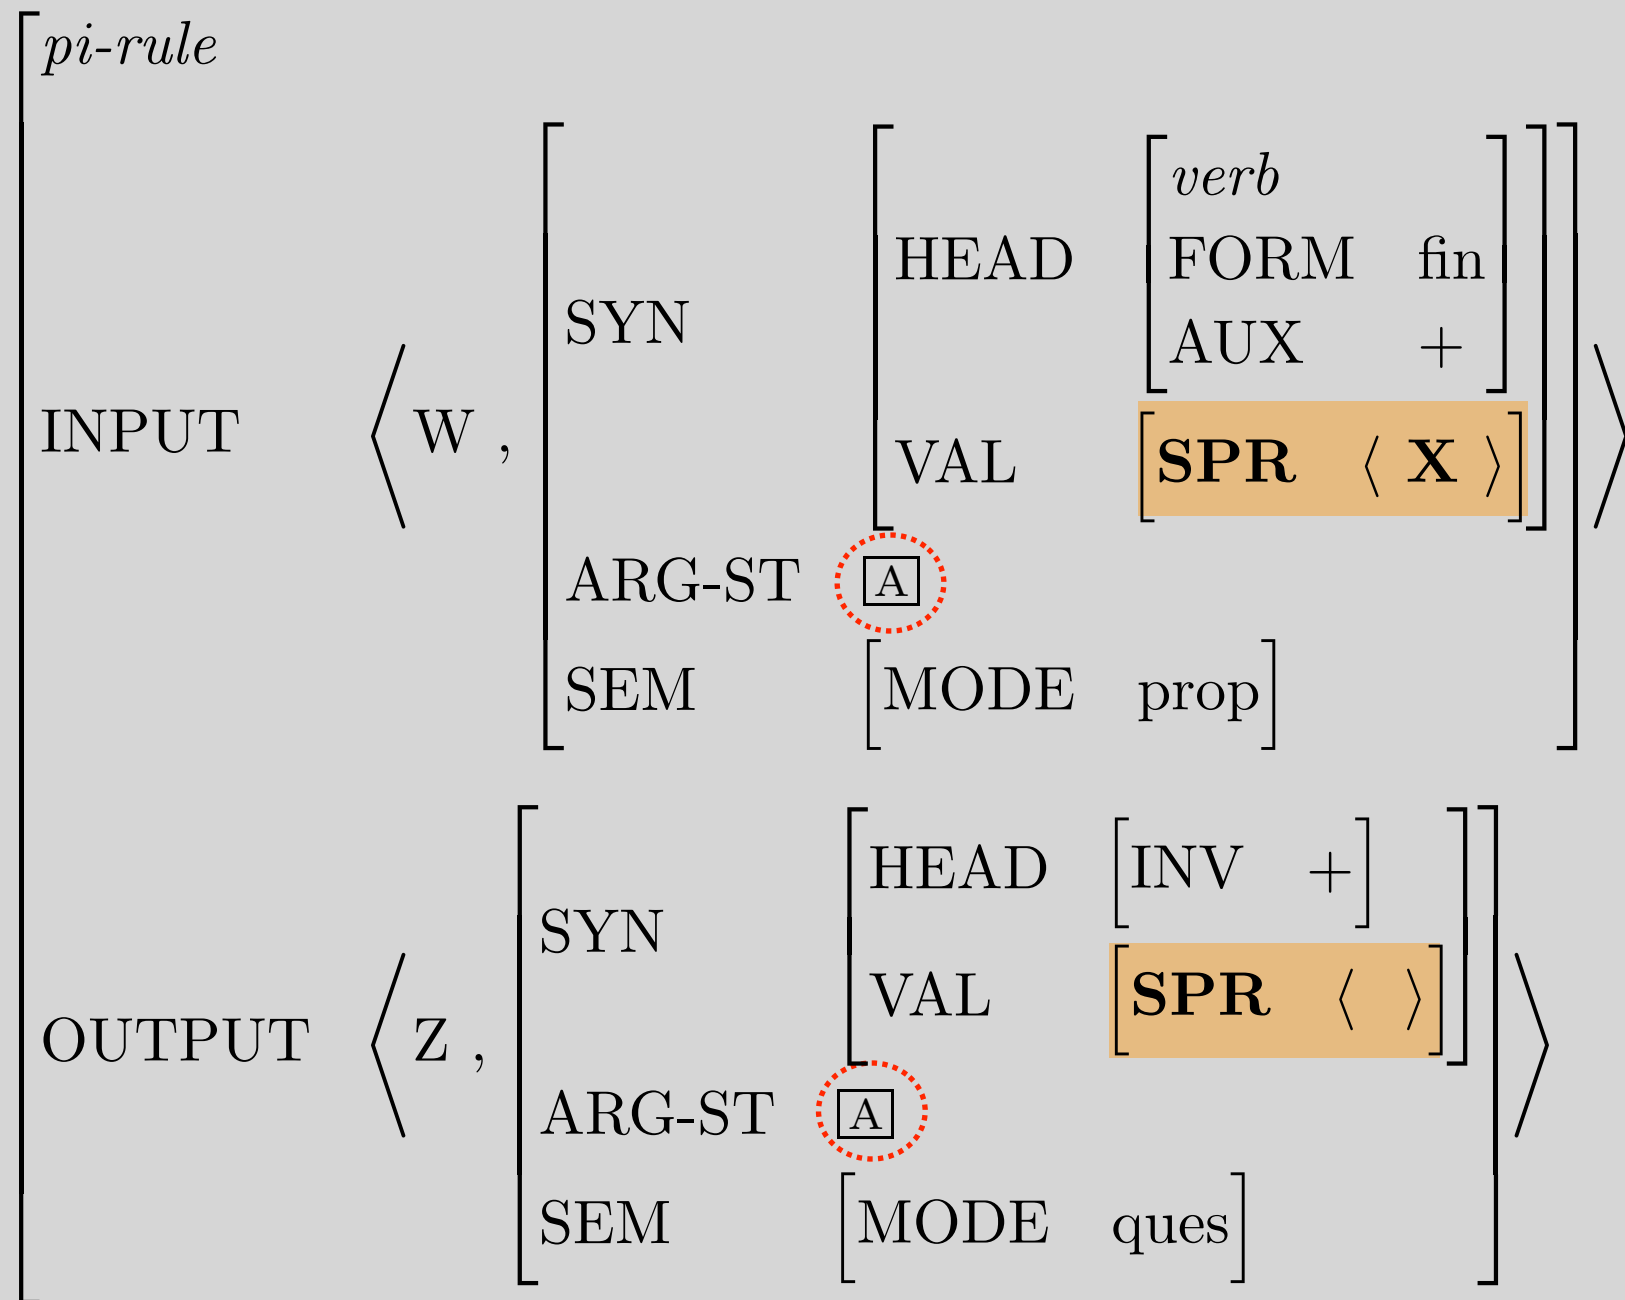 pi-rule
verb
HEAD FORM fin
SYN AUX +
INPUT ⟨ W , VAL [ SPR ⟨ X ⟩ ] ⟩
ARG-ST A
SEM [ MODE prop ]
HEAD [ INV + ]
SYN
VAL [ SPR ⟨ ⟩ ]
OUTPUT ⟨ Z , ⟩
ARG-ST A
SEM [ MODE ques ]